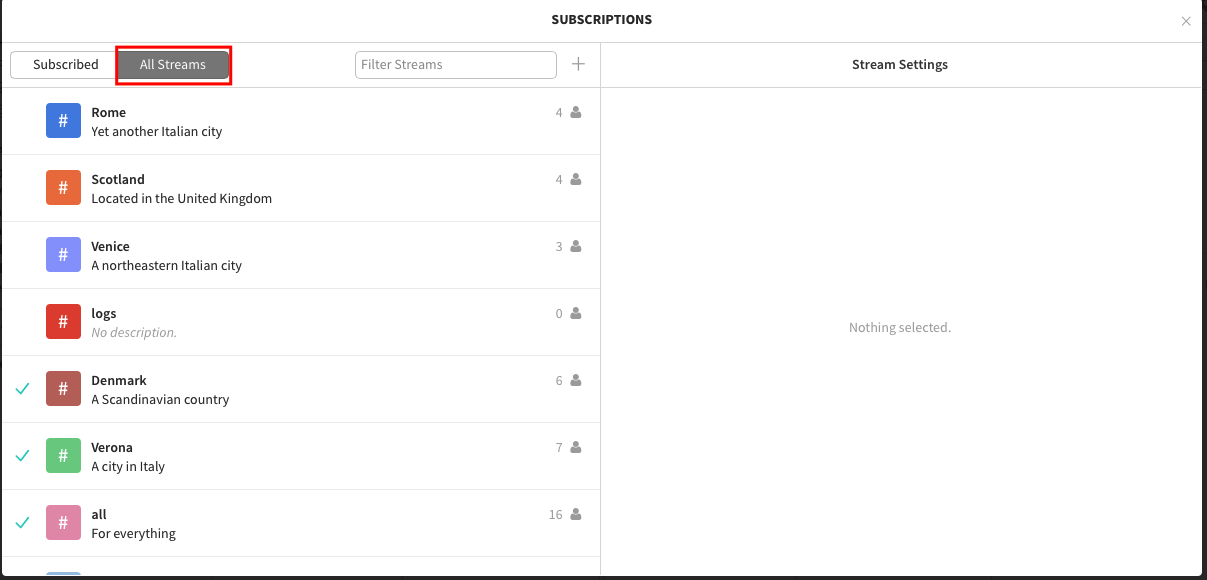 SUBSCRIPTIONS
×
Subscribed
All Streams
Filter Streams
+
Stream Settings
#
Rome
4
Yet another Italian city
#
Scotland
4
Located in the United Kingdom
#
Venice
3
A northeastern Italian city
#
logs
0
No description.
Nothing selected.
#
Denmark
6
A Scandinavian country
#
Verona
7
A city in Italy
#
all
16
For everything